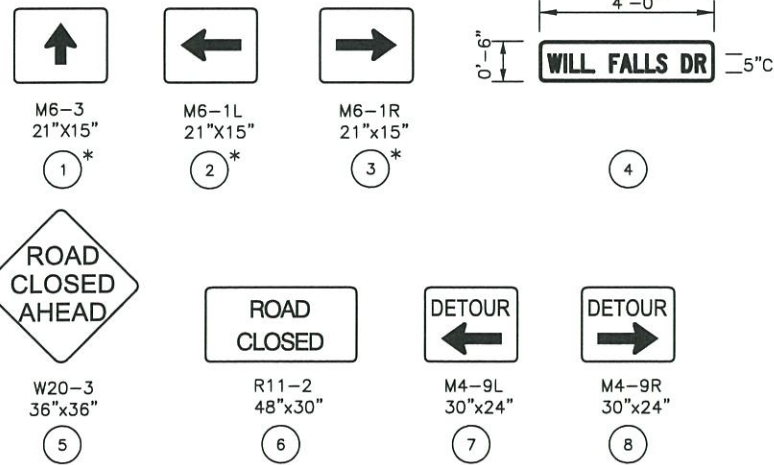 4'-0"
0'-6"
WILL FALLS DR
5"C
M6-3
21"X15"
1 *
M6-1L
21"X15"
2 *
M6-1R
21"x15"
3 *
4
ROAD
CLOSED
AHEAD
W20-3
36"x36"
5
ROAD
CLOSED
R11-2
48"x30"
6
DETOUR
M4-9L
30"x24"
7
DETOUR
M4-9R
30"x24"
8